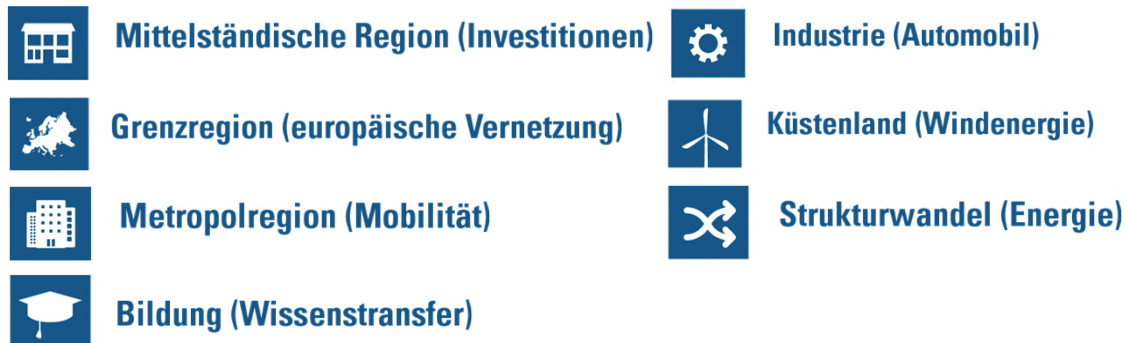 Mittelständische Region (Investitionen)
Industrie (Automobil)
Grenzregion (europäische Vernetzung)
Küstenland (Windenergie)
Metropolregion (Mobilität)
Strukturwandel (Energie)
Bildung (Wissenstransfer)